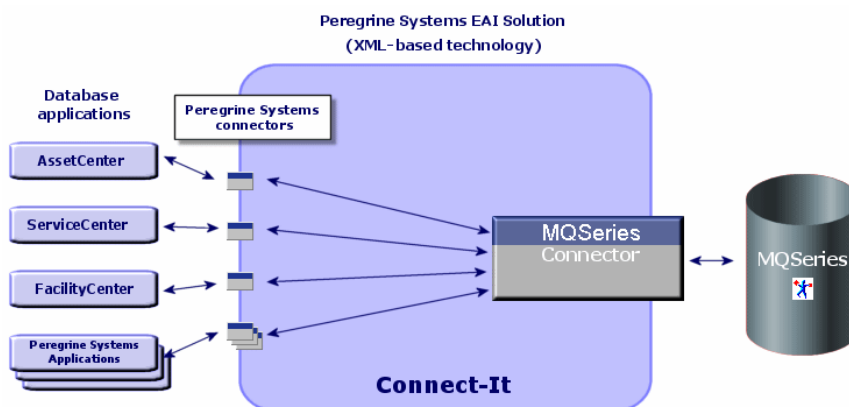 Peregrine Systems EAI Solution
(XML-based technology)
Database
applications
Peregrine Systems
connectors
AssetCenter
ServiceCenter
FacilityCenter
Peregrine Systems
Applications
MQSeries
Connector
MQSeries
Connect-It